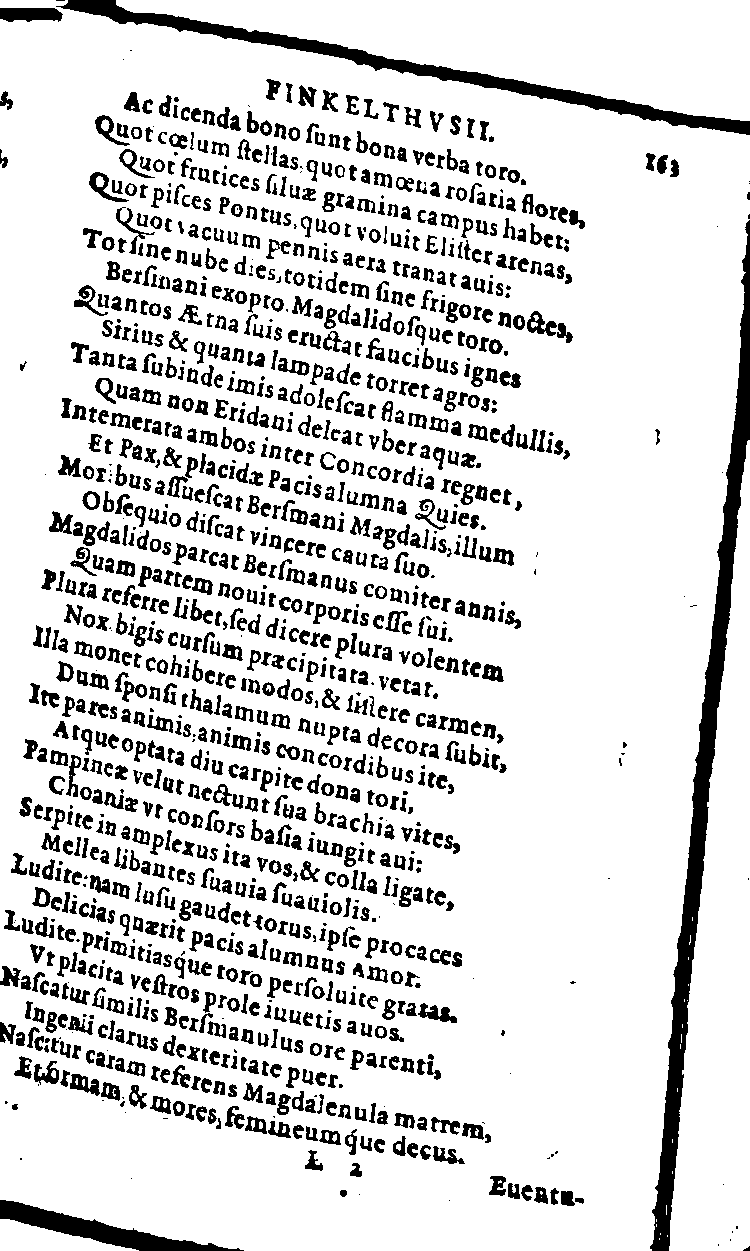 FINKELTHVSII. 163
Ac dicenda bono ſunt bona verba toro.
Quot cœlum ſtellas, quot amœna roſaria flores,
Quot frutices ſiluæ gramina campus habet:
Quot piſces Pontus, quot voluit Eliſter arenas,
Quot vacuum pennis aera tranat auis:
Tot ſine nube dies, totidem ſine frigore noctes,
Berſmani exopto Magdalidoſque toro.
Quantos Ætna ſuis eructat faucibus ignes
Sirius & quanta lampade torret agros:
Tanta ſubinde imis adoleſcat flamma medullis,
Quam non Eridani deleat vber aquæ.
Intemerata ambos inter Concordia regnet,
Et Pax, & placidæ Pacis alumna Quies.
Moribus aſſueſcat Berſmani Magdalis, illum
Obſequio diſcat vincere cauta ſuo.
Magdalidos parcat Berſmanus comiter annis,
Quam partem nouit corporis eſſe ſui.
Plura referre libet, ſed dicere plura volentem
Nox bigis curſum præcipitata vetat.
Illa monet cohibere modos, & ſiſtere carmen,
Dum ſponſi thalamum nupta decora ſubit,
Ite pares animis, animis concordibus ite,
Atque optata diu carpite dona tori,
Pampineæ velut nectunt ſua brachia vites,
Choaniæ vt conſors baſia iungit aui:
Serpite in amplexus ita vos, & colla ligate,
Mellea libantes ſuauia ſuauiolis.
Ludite: nam luſu gaudet torus, ipſe procaces
Delicias quærit pacis alumnus Amor.
Ludite primitiasq́ue toro perſoluite gratas.
Vt placita veſtros prole iuuetis auos.
Naſcatur ſimilis Berſmanulus ore parenti,
Ingenii clarus dexteritate puer.
Naſcatur caram referens Magdalenula matrem,
Et formam, & mores, femineumq́ue decus.
L 2
Euentu-